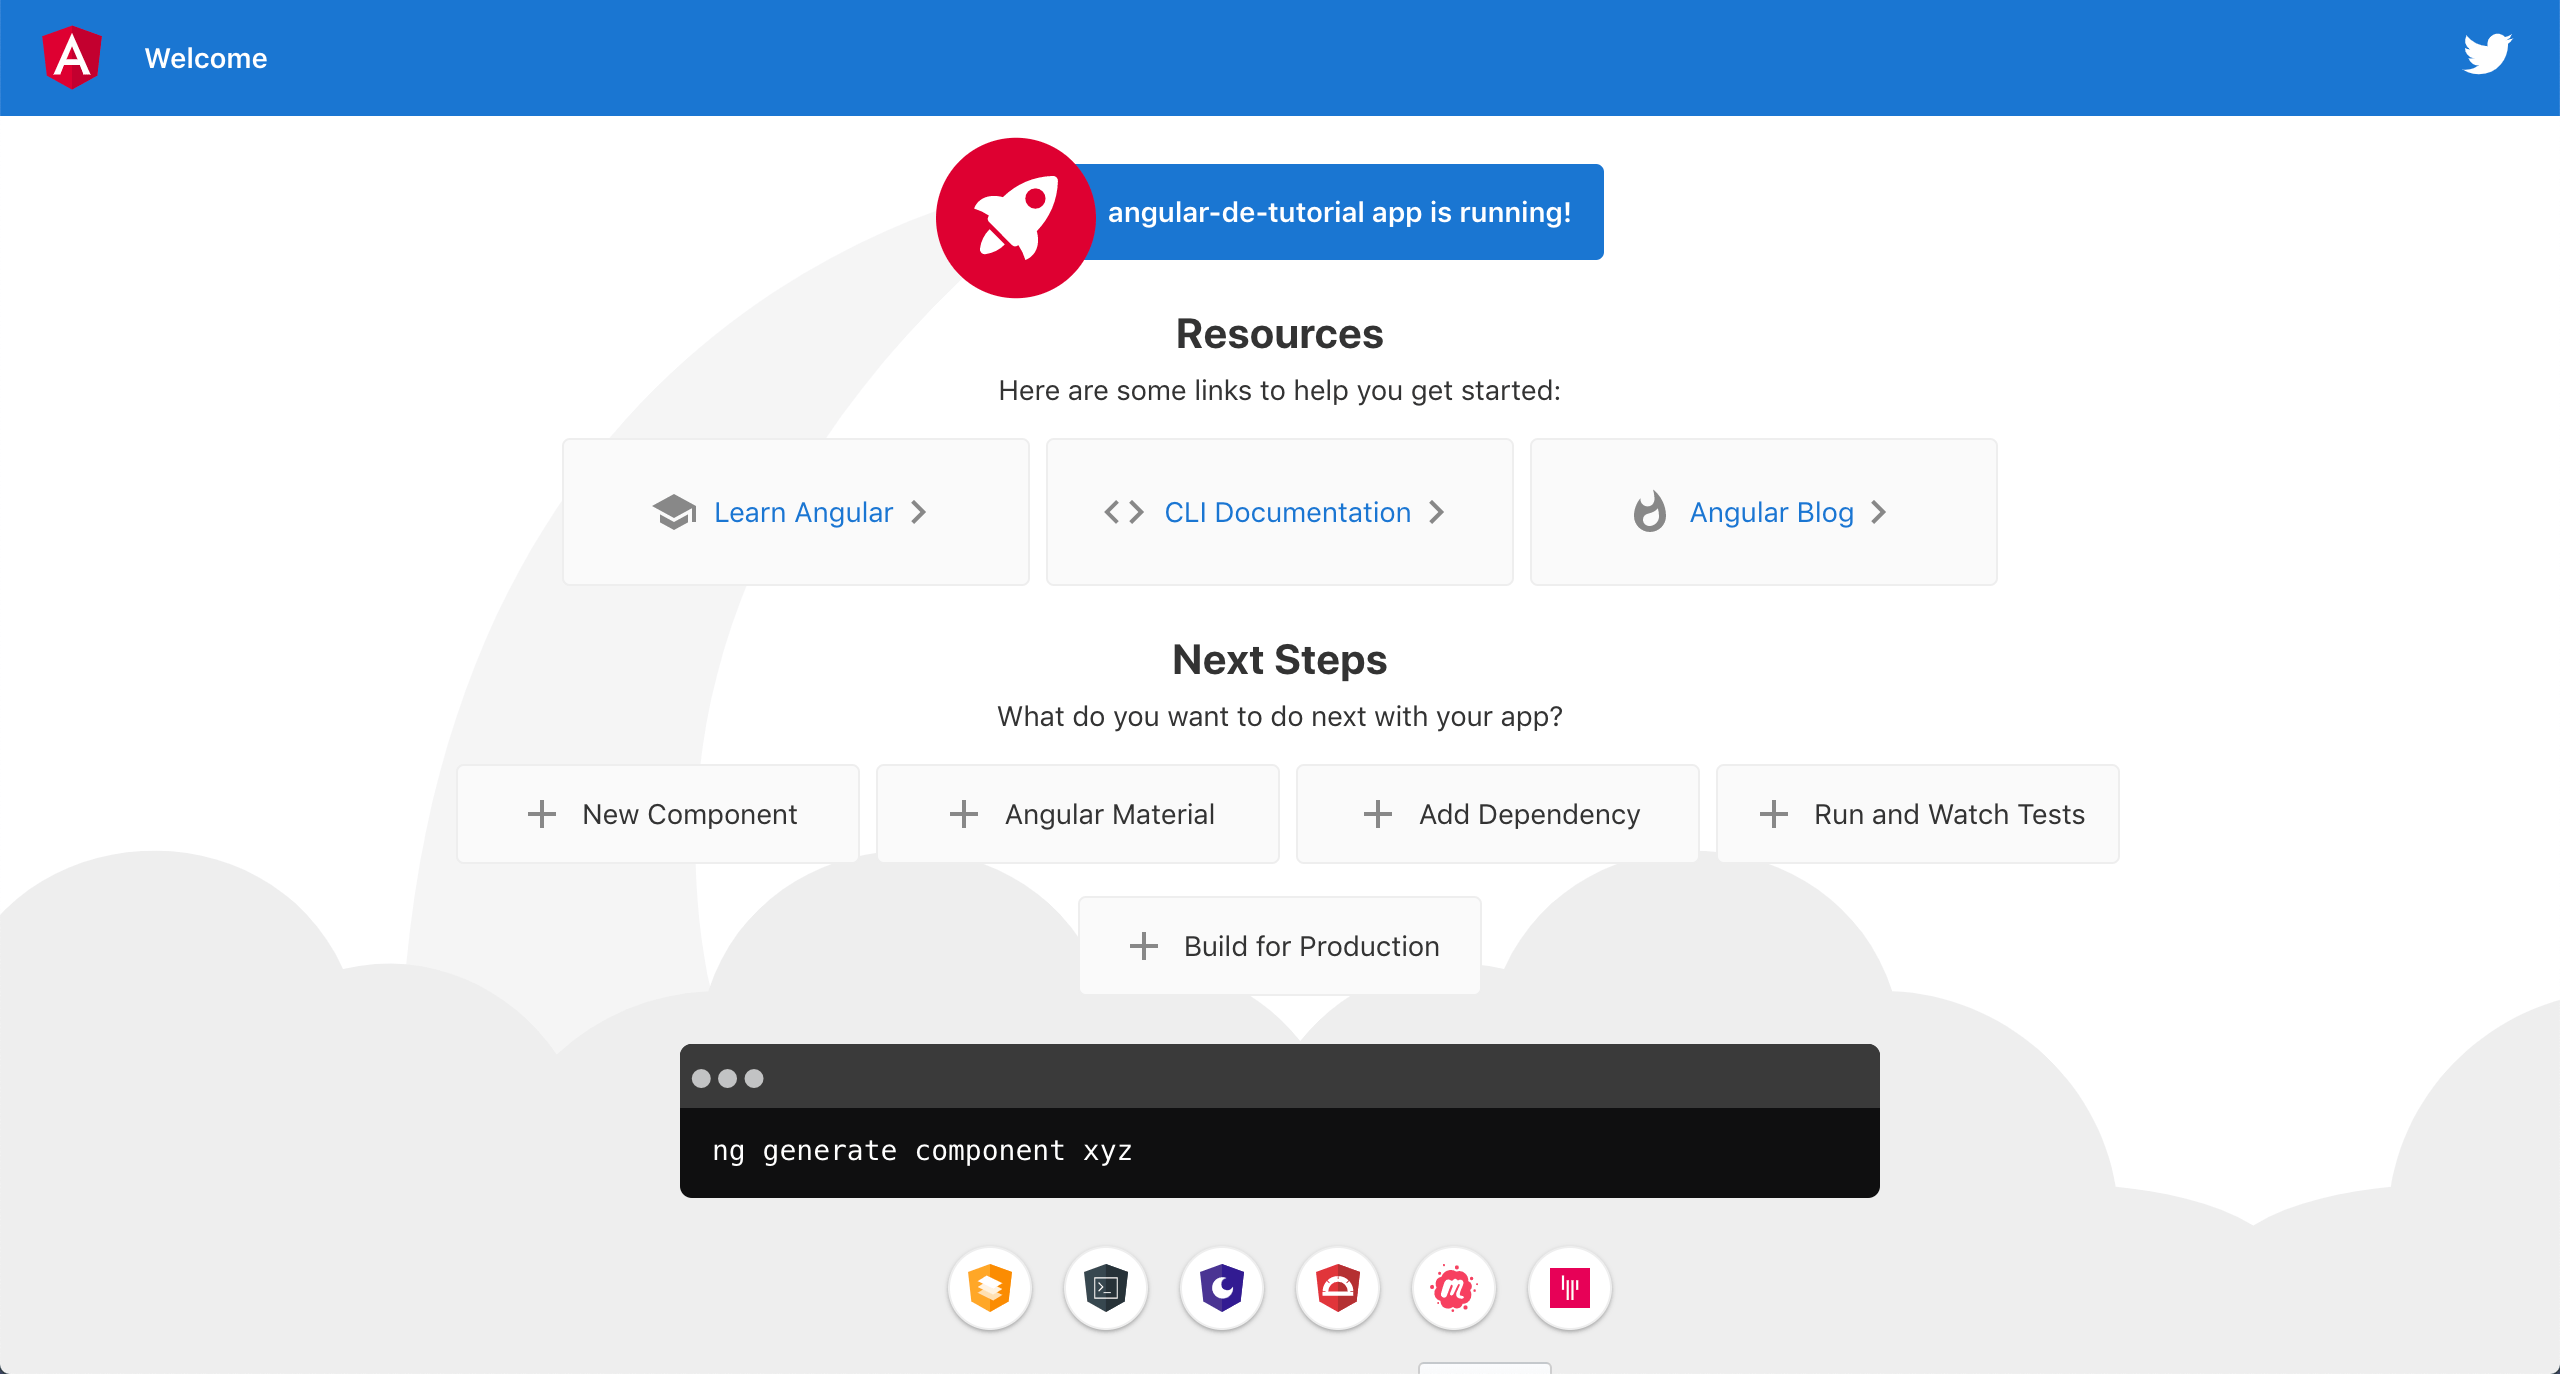 Welcome
angular-de-tutorial app is running!
Resources
Here are some links to help you get started:
Learn Angular
CLI Documentation
Angular Blog
Next Steps
What do you want to do next with your app?
New Component
Angular Material
Add Dependency
Run and Watch Tests
Build for Production
ng generate component xyz